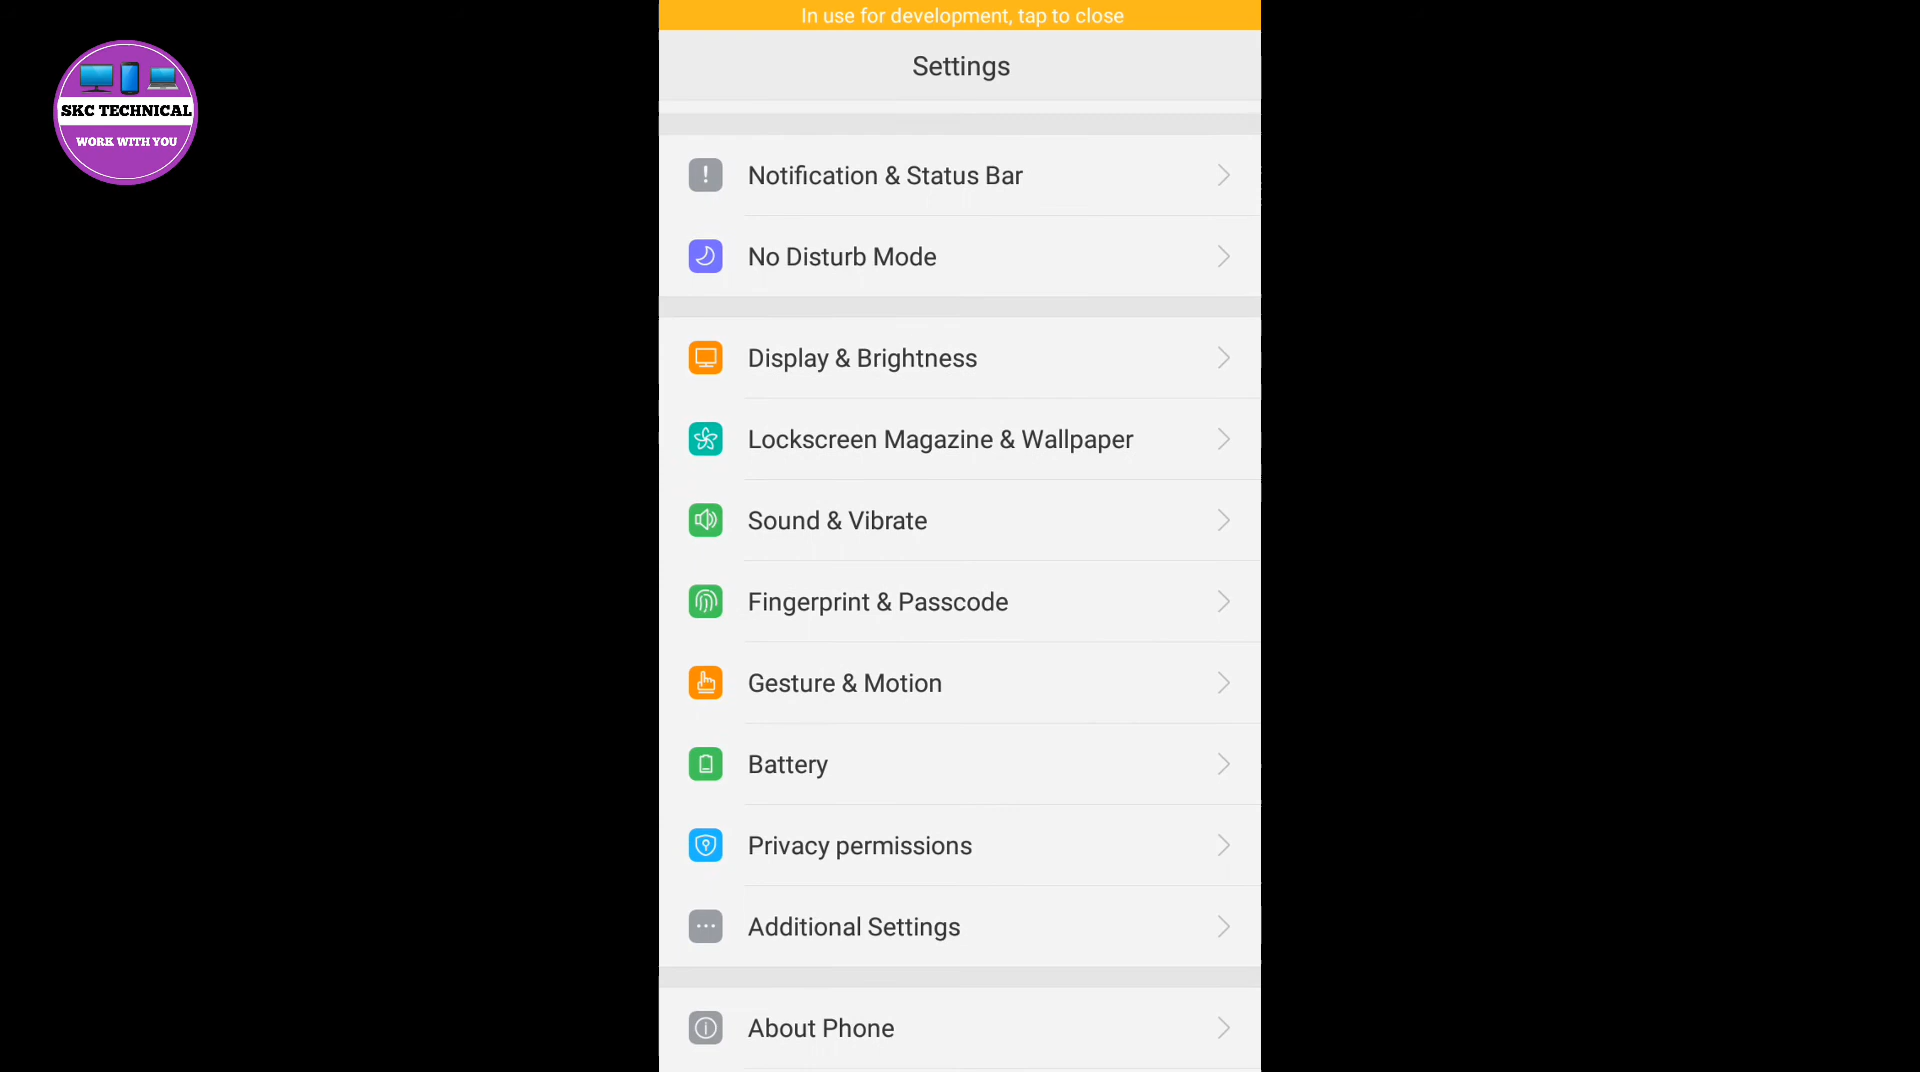 In use for development, tap to close
Settings
SKC TECHNICAL
WORK WITH YOU
Notification & Status Bar
No Disturb Mode
Display & Brightness
Lockscreen Magazine & Wallpaper
Sound & Vibrate
Fingerprint & Passcode
Gesture & Motion
Battery
Privacy permissions
Additional Settings
About Phone